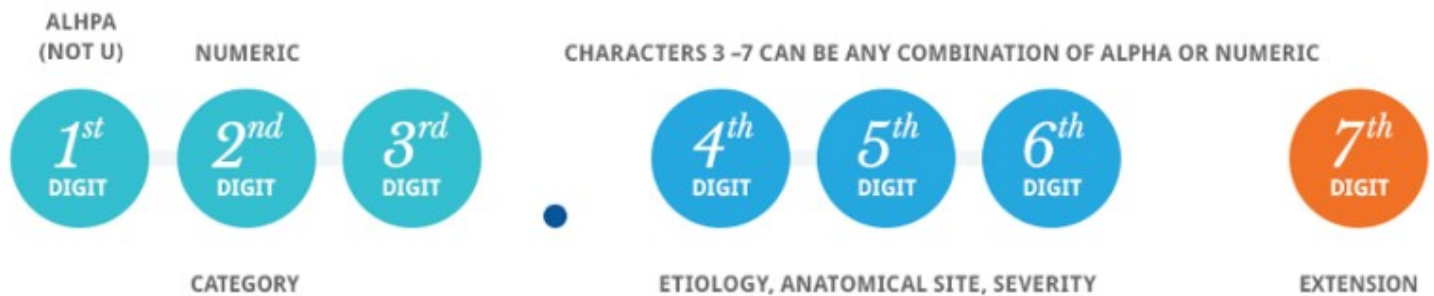 ALHPA
(NOT U)
NUMERIC
CHARACTERS 3 –7 CAN BE ANY COMBINATION OF ALPHA OR NUMERIC
1st
DIGIT
2nd
DIGIT
3rd
DIGIT
4th
DIGIT
5th
DIGIT
6th
DIGIT
7th
DIGIT
CATEGORY
ETIOLOGY, ANATOMICAL SITE, SEVERITY
EXTENSION